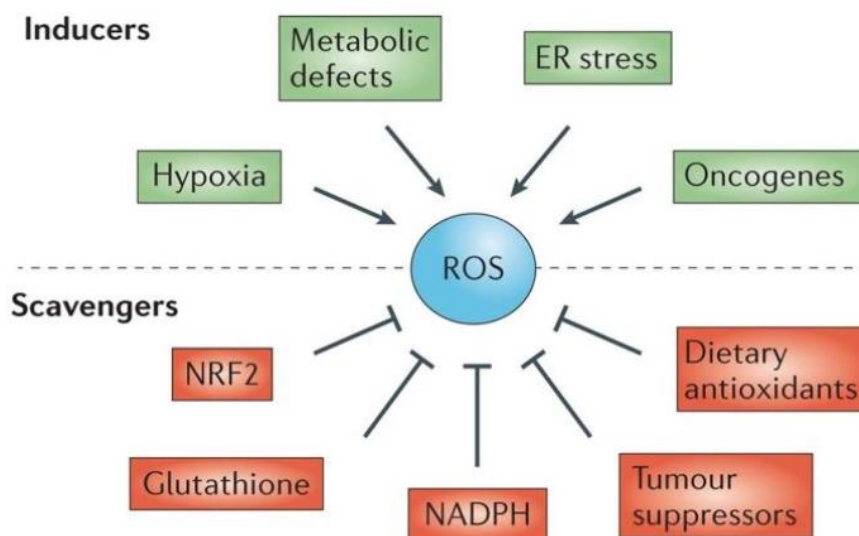 Inducers
Metabolic
defects
ER stress
Hypoxia
Oncogenes
ROS
Scavengers
NRF2
Dietary
antioxidants
Glutathione
NADPH
Tumour
suppressors